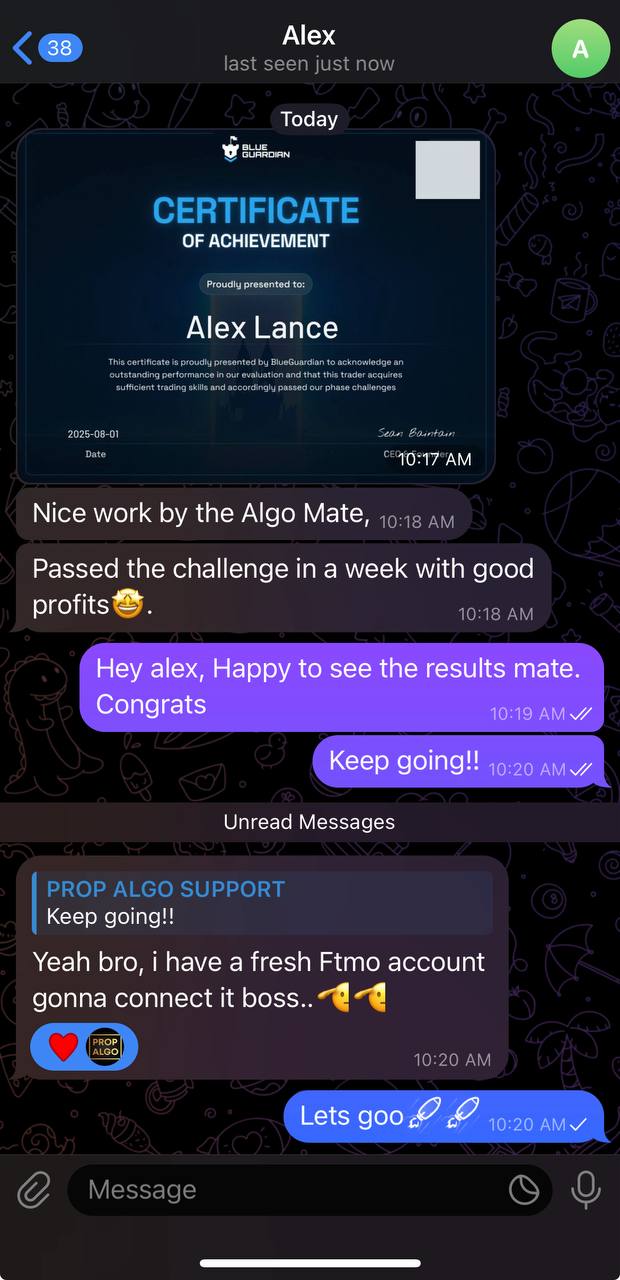 38
Alex
last seen just now
A
Today
BLUE
GUARDIAN
CERTIFICATE
OF ACHIEVEMENT
Proudly presented to:
Alex Lance
This certificate is proudly presented by BlueGuardian to acknowledge an
outstanding performance in our evaluation and that this trader acquires
sufficient trading skills and accordingly passed our phase challenges
2025-08-01
Sean Baintain
Date
10:17 AM
Nice work by the Algo Mate, 10:18 AM
Passed the challenge in a week with good
profits🤩.
10:18 AM
Hey alex, Happy to see the results mate.
Congrats
10:19 AM
Keep going!! 10:20 AM
Unread Messages
PROP ALGO SUPPORT
Keep going!!
Yeah bro, i have a fresh Ftmo account
gonna connect it boss..
PROP
ALGO
10:20 AM
Lets goo🚀🚀 10:20 AM
Message